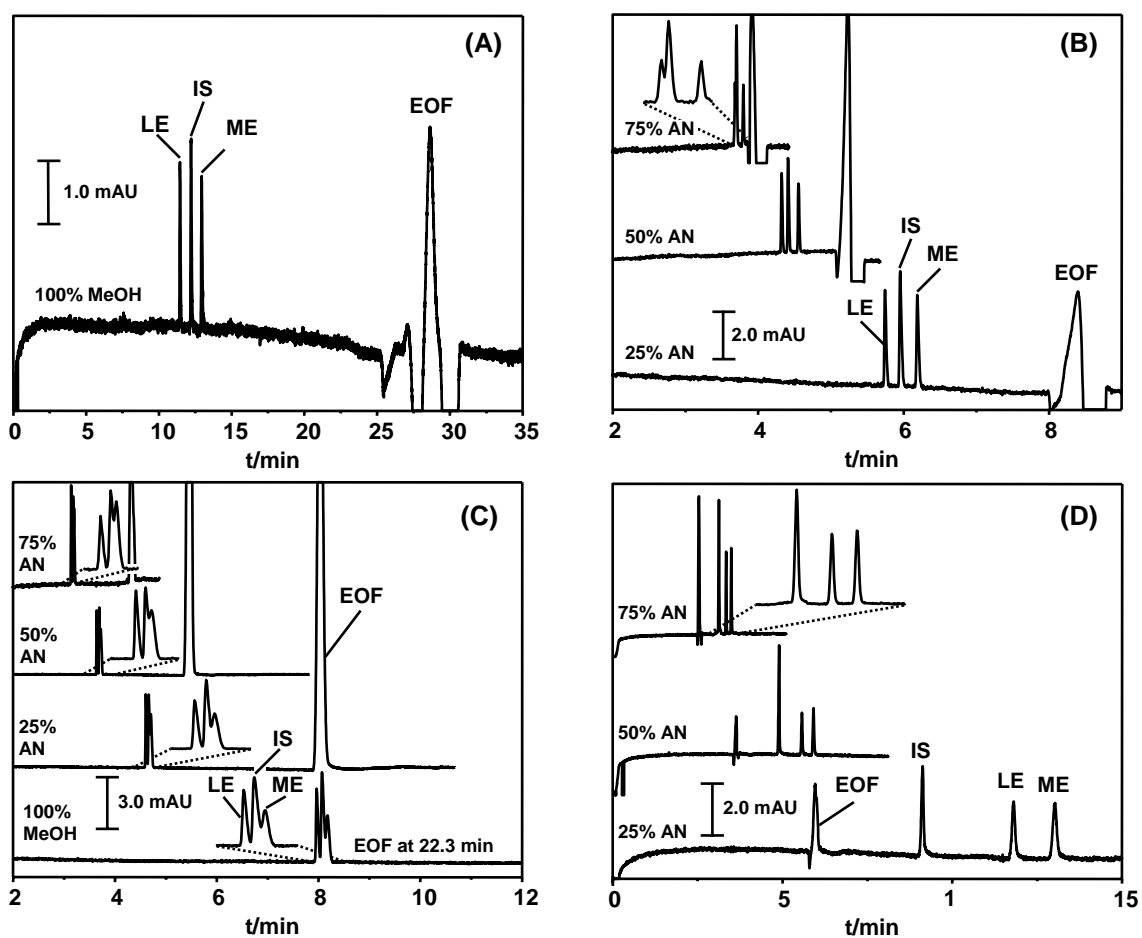 (A)
IS
LE
ME
EOF
1.0 mAU
100% MeOH
0 5 10 15 20 25 30 35
t/min
(B)
75% AN
50% AN
IS
ME
LE
EOF
2.0 mAU
25% AN
2 4 6 8
t/min
(C)
75%
AN
EOF
50%
AN
25%
AN
IS
LE
ME
3.0 mAU
100%
MeOH
EOF at 22.3 min
2 4 6 8 10 12
t/min
(D)
75% AN
50% AN
IS
EOF
LE
ME
2.0 mAU
25% AN
0 5 1 15
t/min